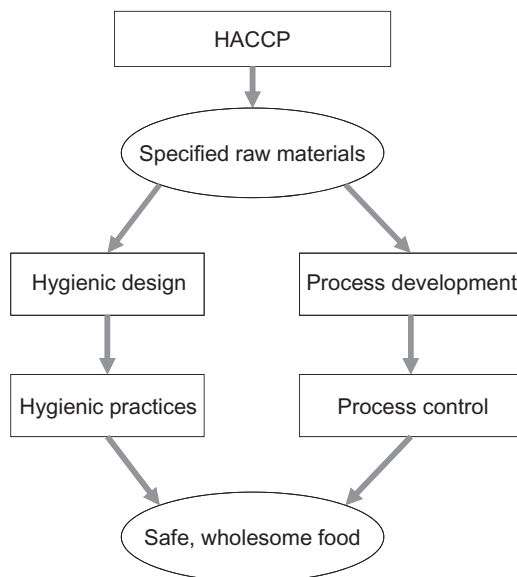 HACCP
Specified raw materials
Hygienic design
Process development
Hygienic practices
Process control
Safe, wholesome food